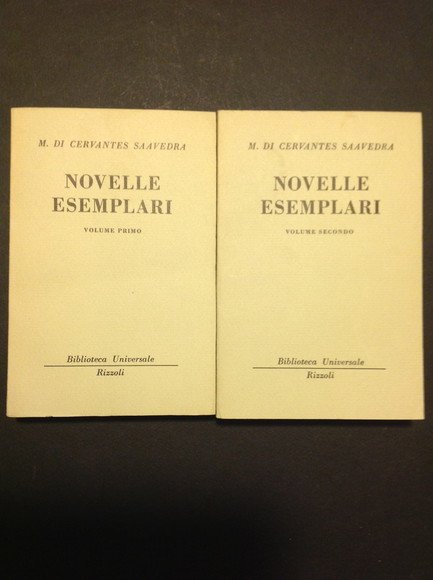 M. DI CERVANTES SAAVEDRA
NOVELLE
ESEMPLARI
VOLUME PRIMO
Biblioteca Universale
Rizzoli
M. DI CERVANTES SAAVEDRA
NOVELLE
ESEMPLARI
VOLUME SECONDO
Biblioteca Universale
Rizzoli